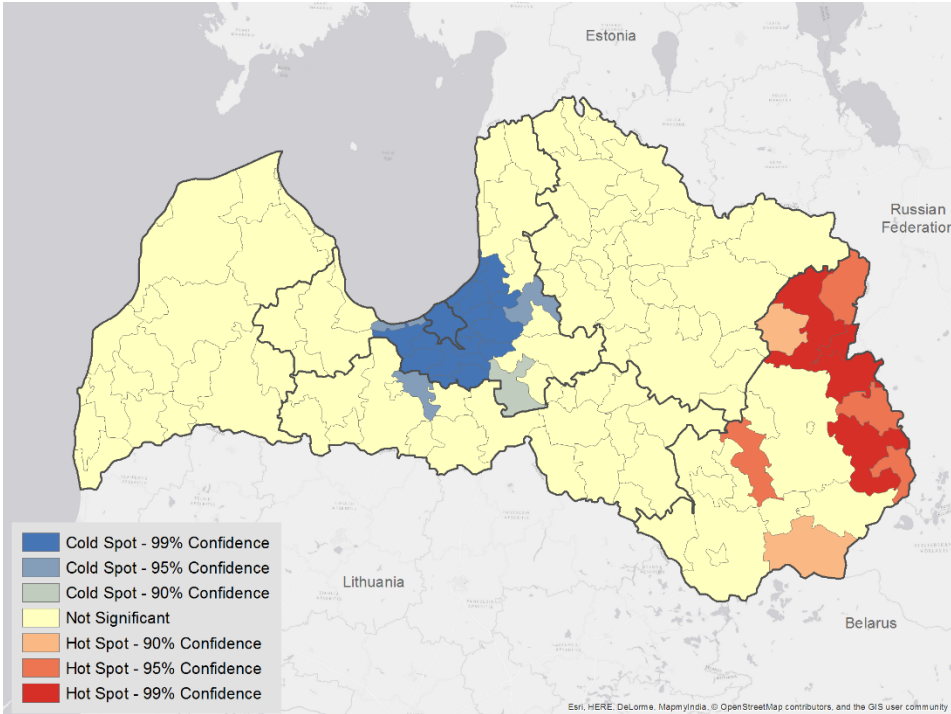 Estonia
Russian
Federation
Cold Spot - 99% Confidence
Cold Spot - 95% Confidence
Cold Spot - 90% Confidence
Not Significant
Hot Spot - 90% Confidence
Hot Spot - 95% Confidence
Hot Spot - 99% Confidence
Lithuania
Belarus
Esri, HERE, DeLorme, MapmyIndia, © OpenStreetMap contributors, and the GIS user community